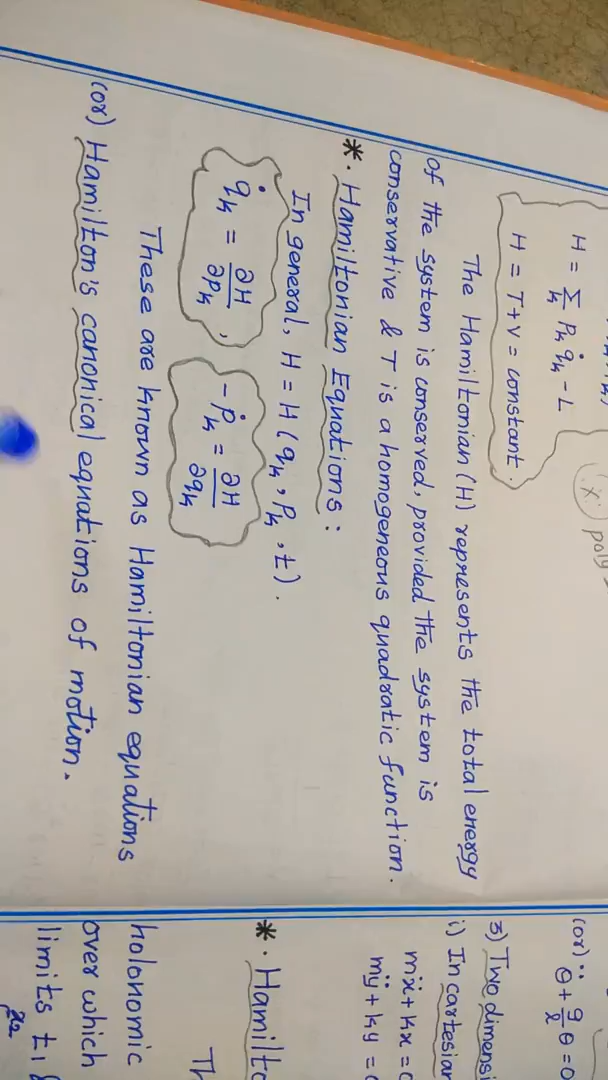 H = Σ pₖ q̇ₖ - L
k
H = T+V = constant.
The Hamiltonian (H) represents the total energy
of the system is conserved, provided the system is
conservative & T is a homogeneous quadratic function.
*. Hamiltonian Equations:
In general, H = H(qₖ, pₖ, t).
q̇ₖ = ∂H/∂pₖ, -ṗₖ = ∂H/∂qₖ
These are known as Hamiltonian equations
(or) Hamilton's canonical equations of motion.
(or) θ̈ + g/l θ = 0
3) Two dimensi
i) In cartesian
mẍ + kx = 0
mÿ + ky = 0
*. Hamilto
Th
holonomic
over which
limits t₁